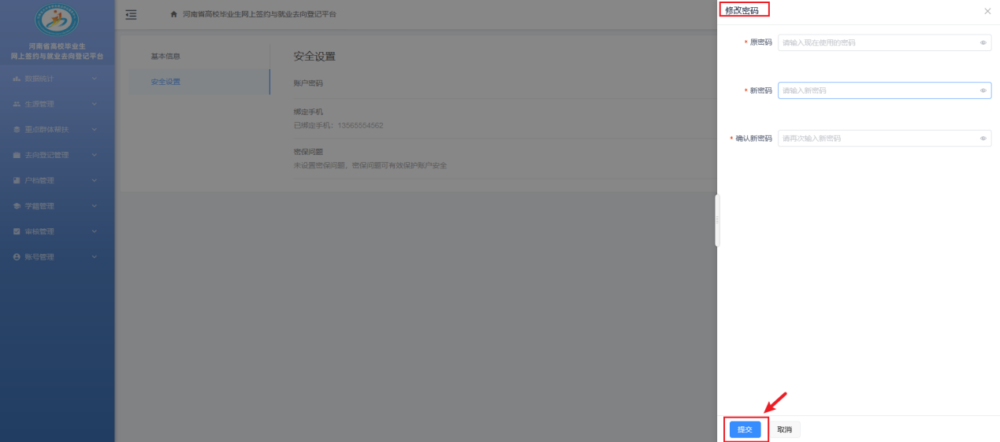 河南省高校毕业生
网上签约与就业去向登记平台
数据统计
生源管理
重点群体帮扶
去向登记管理
户档管理
学籍管理
审核管理
账号管理
河南省高校毕业生网上签约与就业去向登记平台
基本信息
安全设置
安全设置
账户密码
绑定手机
已绑定手机：13565554562
密保问题
未设置密保问题，密保问题可有效保护账户安全
修改密码
* 原密码 请输入现在使用的密码
* 新密码 请输入新密码
* 确认新密码 请再次输入新密码
提交 取消